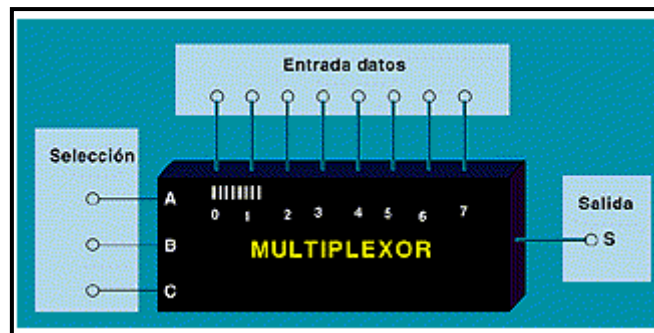 Entrada datos
Selección
A
0 1 2 3 4 5 6 7
Salida
B
MULTIPLEXOR
S
C